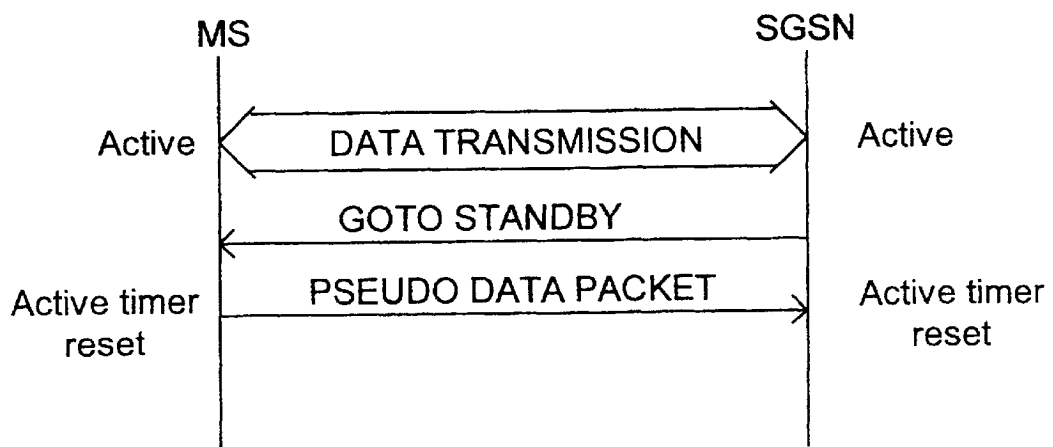 MS
SGSN
Active
DATA TRANSMISSION
Active
GOTO STANDBY
Active timer
reset
PSEUDO DATA PACKET
Active timer
reset